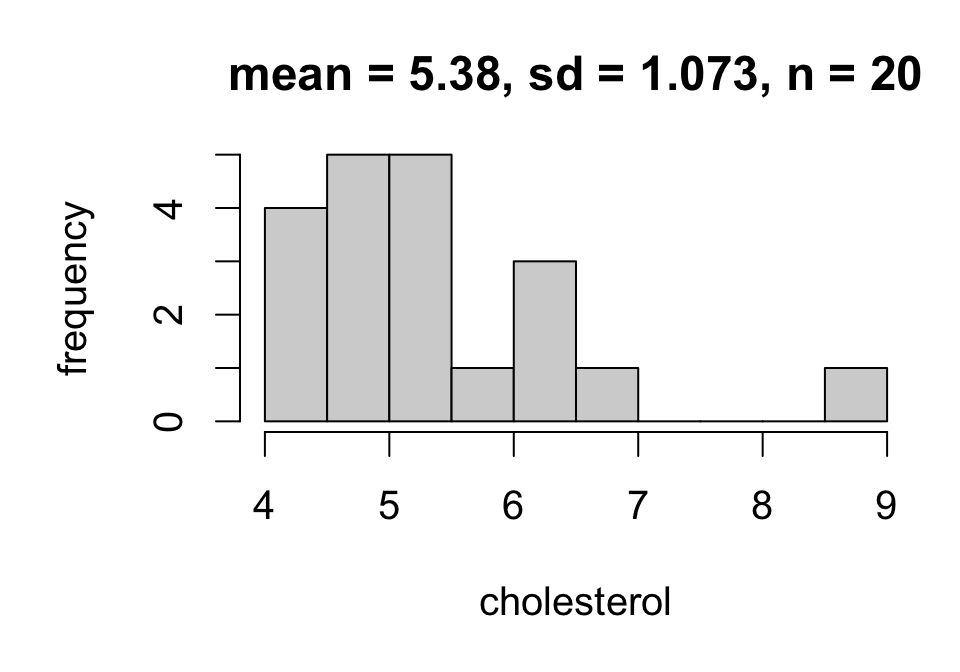 mean = 5.38, sd = 1.073, n = 20
frequency
4
2
0
4 5 6 7 8 9
cholesterol